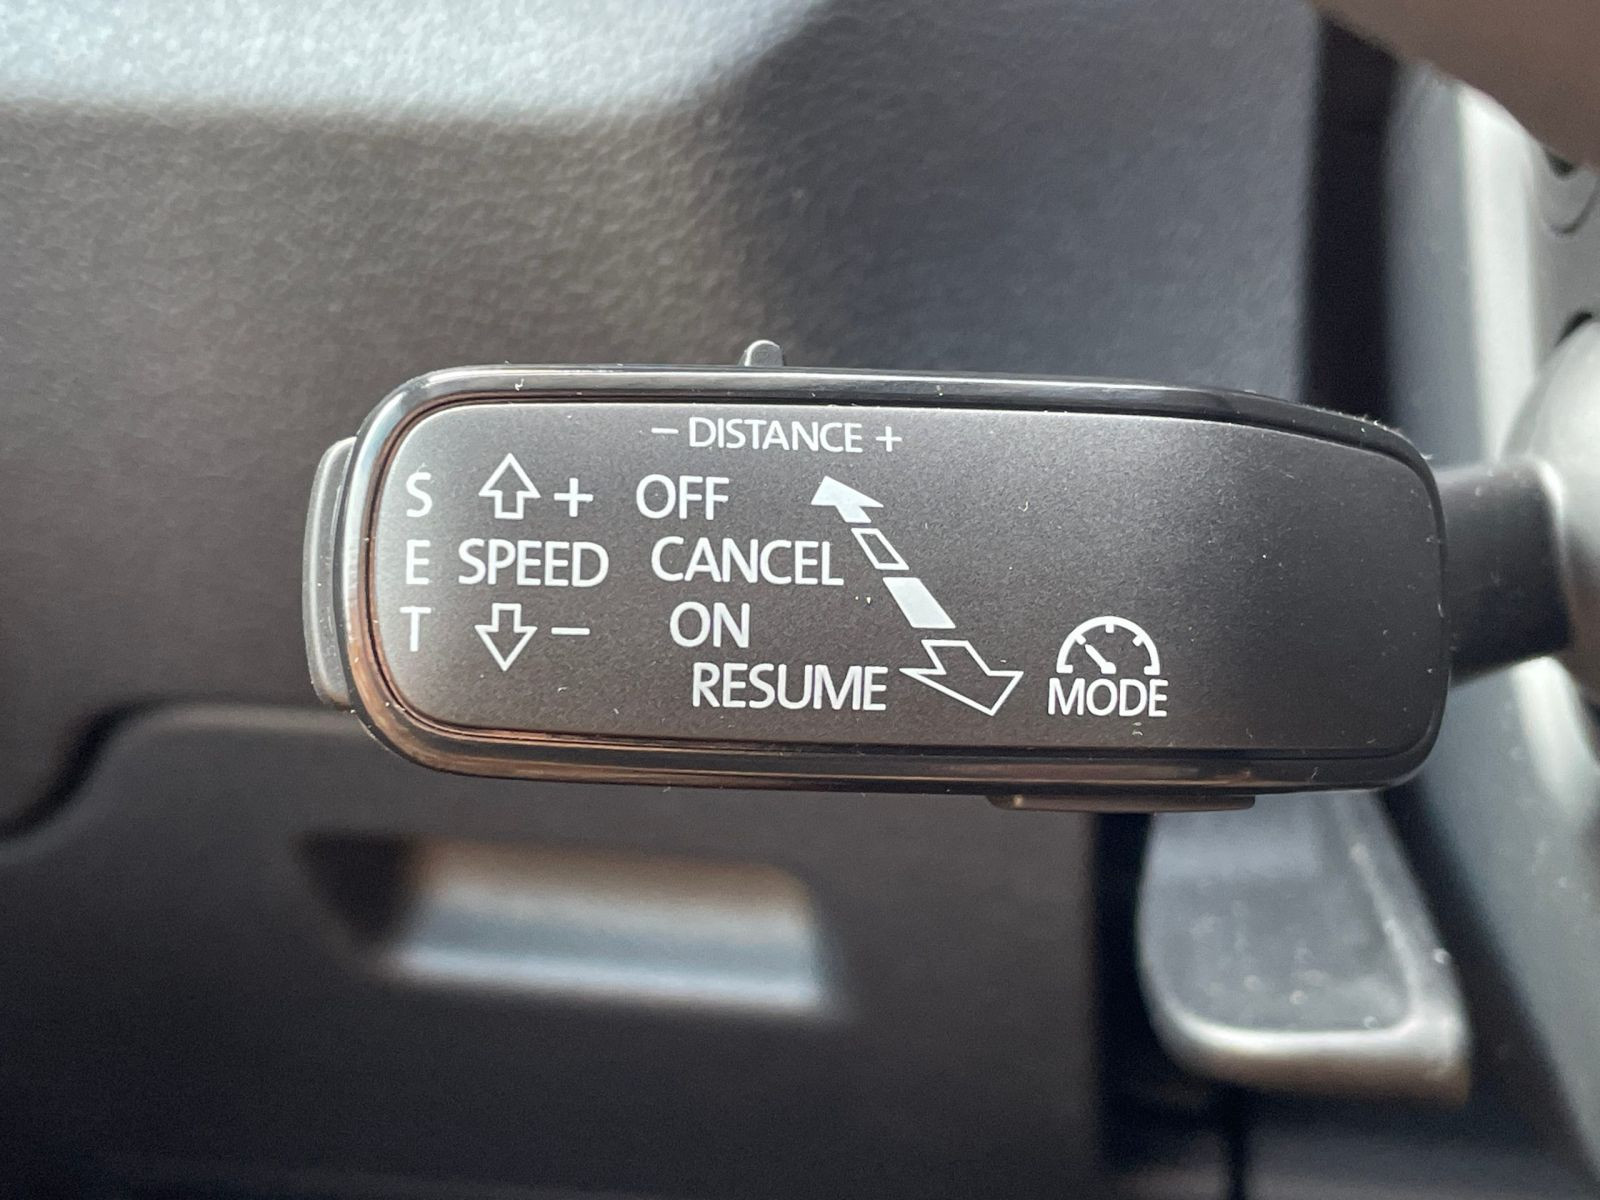 – DISTANCE +
S + OFF
E SPEED CANCEL
T – ON
RESUME
MODE